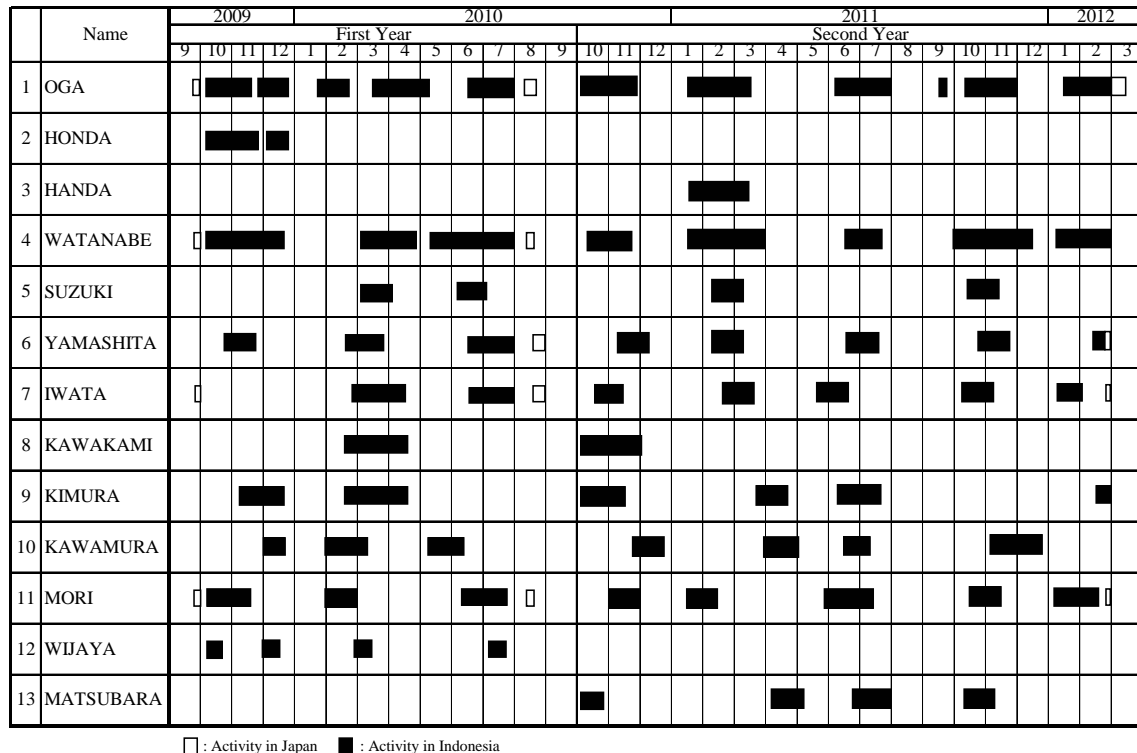 2009 2010 2011 2012
Name
First Year Second Year
9 10 11 12 1 2 3 4 5 6 7 8 9 10 11 12 1 2 3 4 5 6 7 8 9 10 11 12 1 2 3
1 OGA
2 HONDA
3 HANDA
4 WATANABE
5 SUZUKI
6 YAMASHITA
7 IWATA
8 KAWAKAMI
9 KIMURA
10 KAWAMURA
11 MORI
12 WIJAYA
13 MATSUBARA
: Activity in Japan : Activity in Indonesia